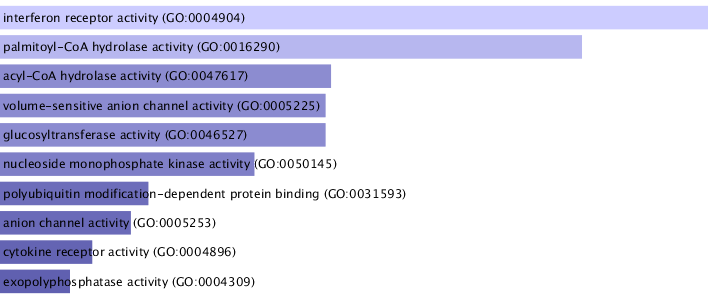 interferon receptor activity (GO:0004904)
palmitoyl-CoA hydrolase activity (GO:0016290)
acyl-CoA hydrolase activity (GO:0047617)
volume-sensitive anion channel activity (GO:0005225)
glucosyltransferase activity (GO:0046527)
nucleoside monophosphate kinase activity (GO:0050145)
polyubiquitin modification-dependent protein binding (GO:0031593)
anion channel activity (GO:0005253)
cytokine receptor activity (GO:0004896)
exopolyphosphatase activity (GO:0004309)